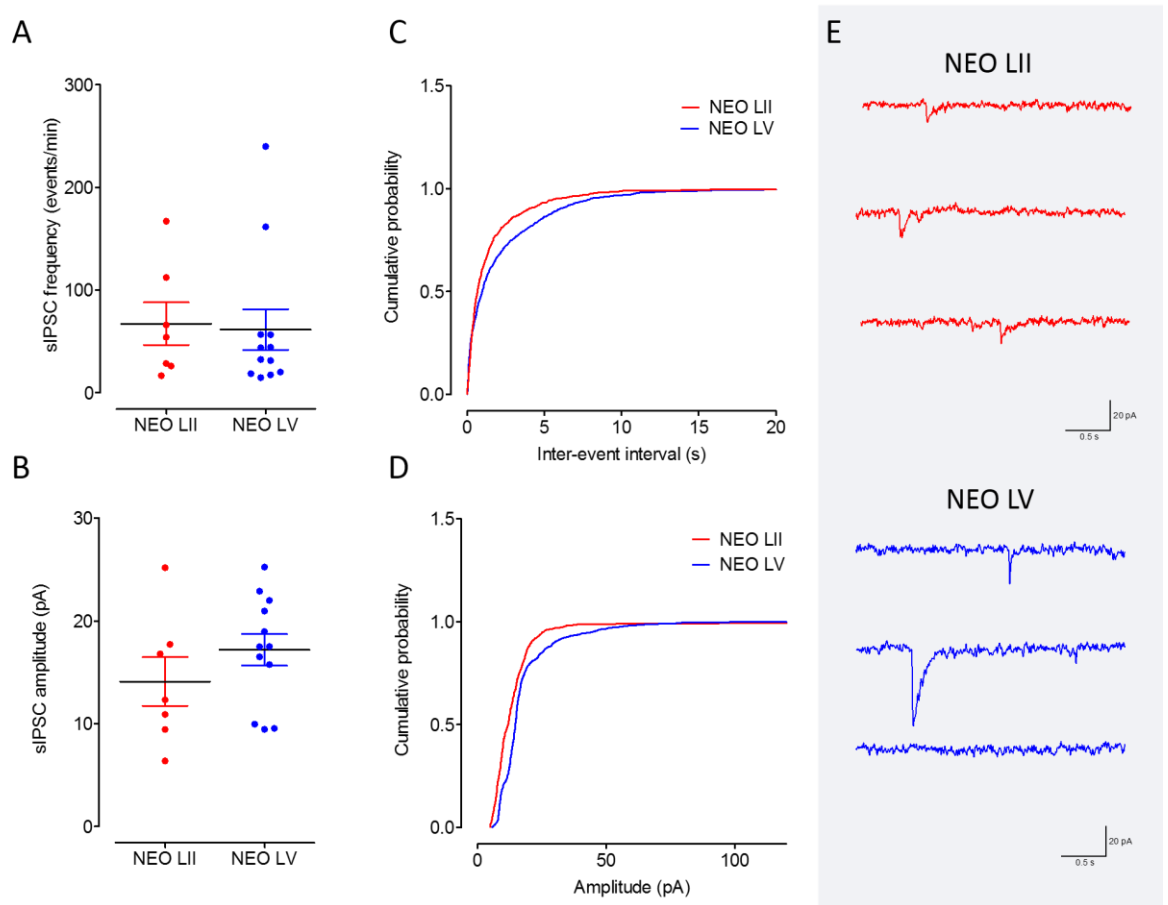 A
sIPSC frequency (events/min)
300
200
100
0
NEO LII NEO LV
B
sIPSC amplitude (pA)
30
20
10
0
NEO LII NEO LV
C
Cumulative probability
1.5
1.0
0.5
0.0
NEO LII
NEO LV
0 5 10 15 20
Inter-event interval (s)
D
Cumulative probability
1.5
1.0
0.5
0.0
NEO LII
NEO LV
0 50 100
Amplitude (pA)
E
NEO LII
20 pA
0.5 s
NEO LV
20 pA
0.5 s